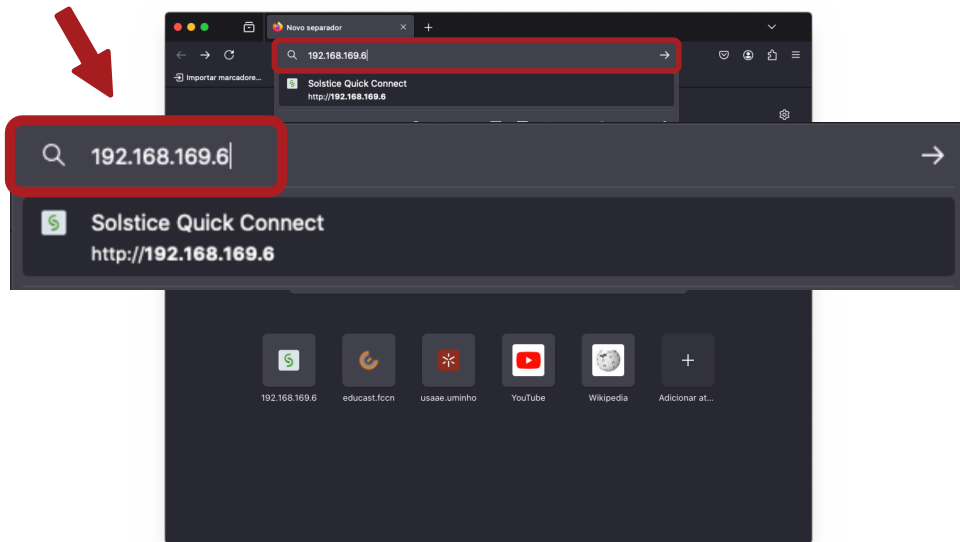 Novo separador
192.168.169.6
Importar marcadore...
Solstice Quick Connect
http://192.168.169.6
192.168.169.6
Solstice Quick Connect
http://192.168.169.6
192.168.169.6
educast.fccn
usaae.uminho
YouTube
Wikipedia
Adicionar at...